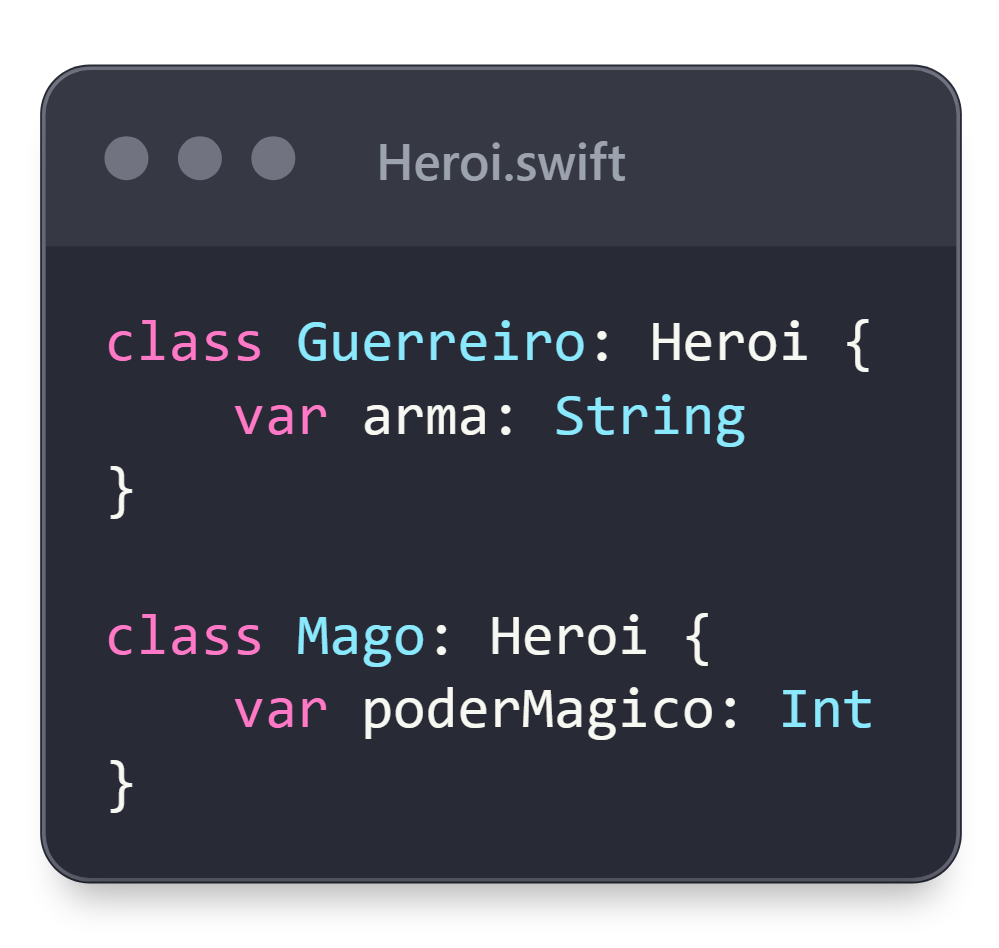 Heroi.swift
class Guerreiro: Heroi {
    var arma: String
}
class Mago: Heroi {
    var poderMagico: Int
}